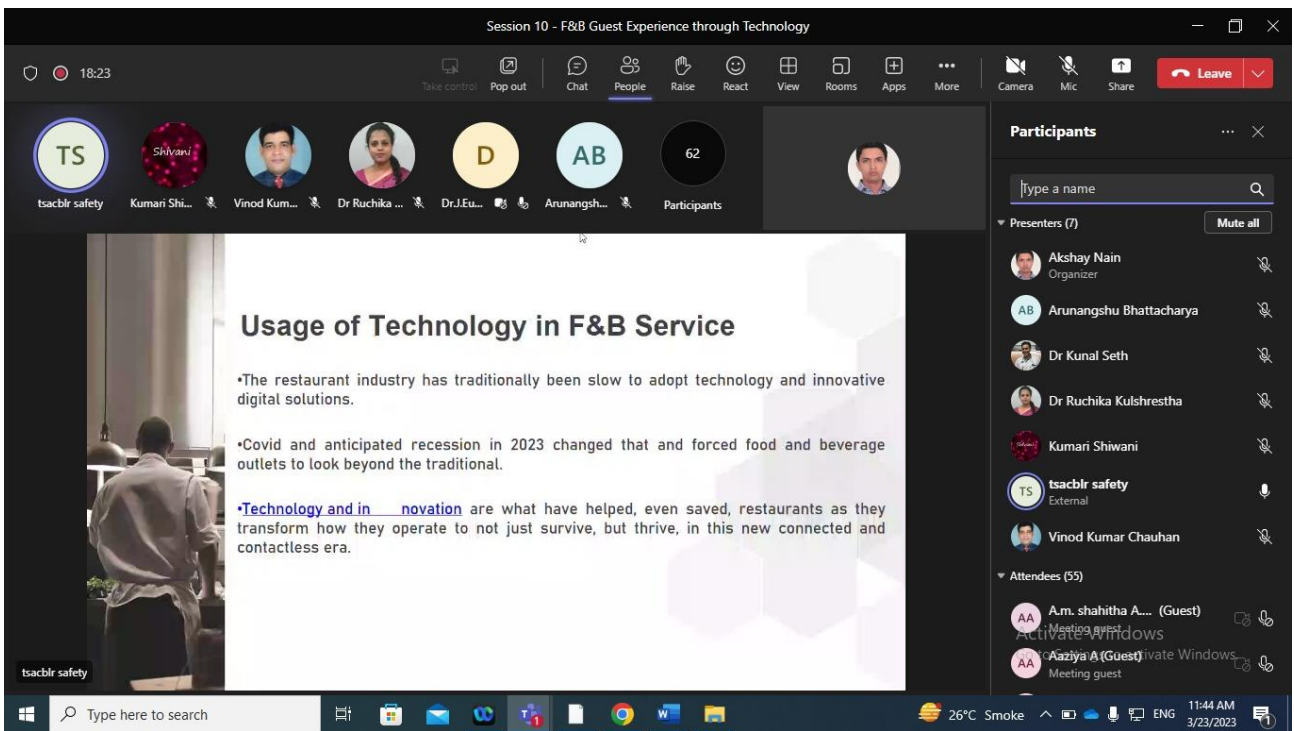 Session 10 - F&B Guest Experience through Technology
18:23
Take control
Pop out
Chat
People
Raise
React
View
Rooms
Apps
More
Camera
Mic
Share
Leave
TS
Shivani
D
AB
62
tsacblr safety
Kumari Shi...
Vinod Kum...
Dr Ruchika ...
Dr.J.Eu...
Arunangsh...
Participants
Usage of Technology in F&B Service
•The restaurant industry has traditionally been slow to adopt technology and innovative
digital solutions.
•Covid and anticipated recession in 2023 changed that and forced food and beverage
outlets to look beyond the traditional.
•Technology and in novation are what have helped, even saved, restaurants as they
transform how they operate to not just survive, but thrive, in this new connected and
contactless era.
tsacblr safety
Participants
Type a name
Presenters (7)
Mute all
Akshay Nain
Organizer
AB
Arunangshu Bhattacharya
Dr Kunal Seth
Dr Ruchika Kulshrestha
Kumari Shiwani
TS
tsacblr safety
External
Vinod Kumar Chauhan
Attendees (55)
AA
A.m. shahitha A.... (Guest)
Meeting guest
Activate Windows
AA
Aaziya A (Guest)
Meeting guest
Type here to search
26°C Smoke
ENG
11:44 AM
3/23/2023